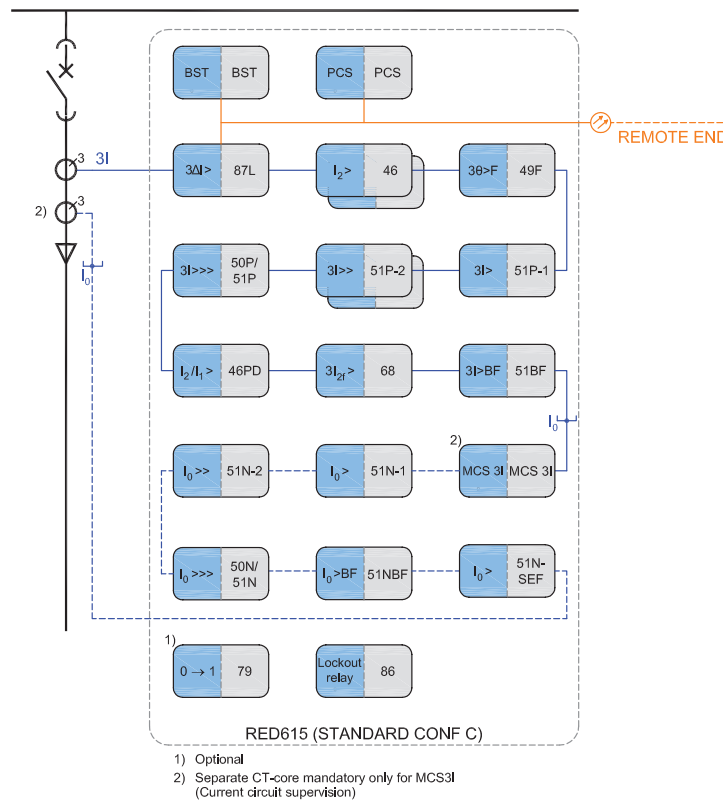 BST BST
PCS PCS
REMOTE END
3
3I
3ΔI> 87L
I₂> 46
3θ>F 49F
2)
3
I₀
3I>>> 50P/
51P
3I>> 51P-2
3I> 51P-1
I₂/I₁> 46PD
3I₂f> 68
3I>BF 51BF
I₀
I₀>> 51N-2
I₀> 51N-1
2)
MCS 3I MCS 3I
I₀>>> 50N/
51N
I₀>BF 51NBF
I₀> 51N-
SEF
1)
0 → 1 79
Lockout
relay 86
RED615 (STANDARD CONF C)
1) Optional
2) Separate CT-core mandatory only for MCS3I
(Current circuit supervision)